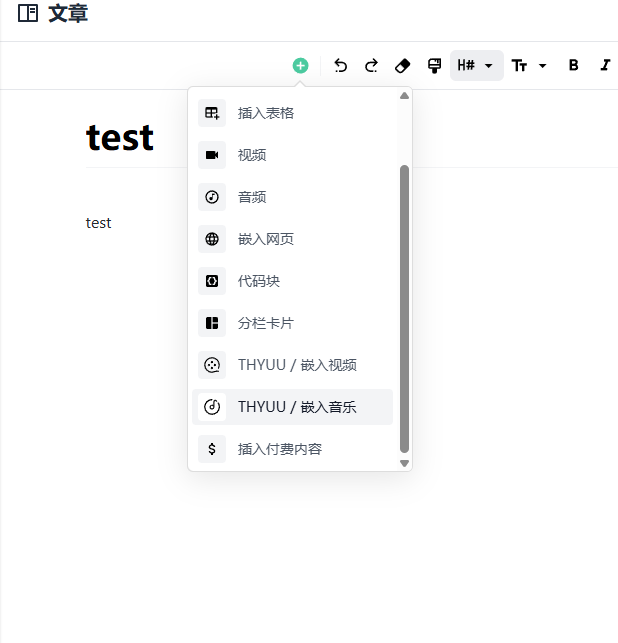 文章
H# Tт B I
test
test
插入表格
视频
音频
嵌入网页
代码块
分栏卡片
THYUU / 嵌入视频
THYUU / 嵌入音乐
$ 插入付费内容